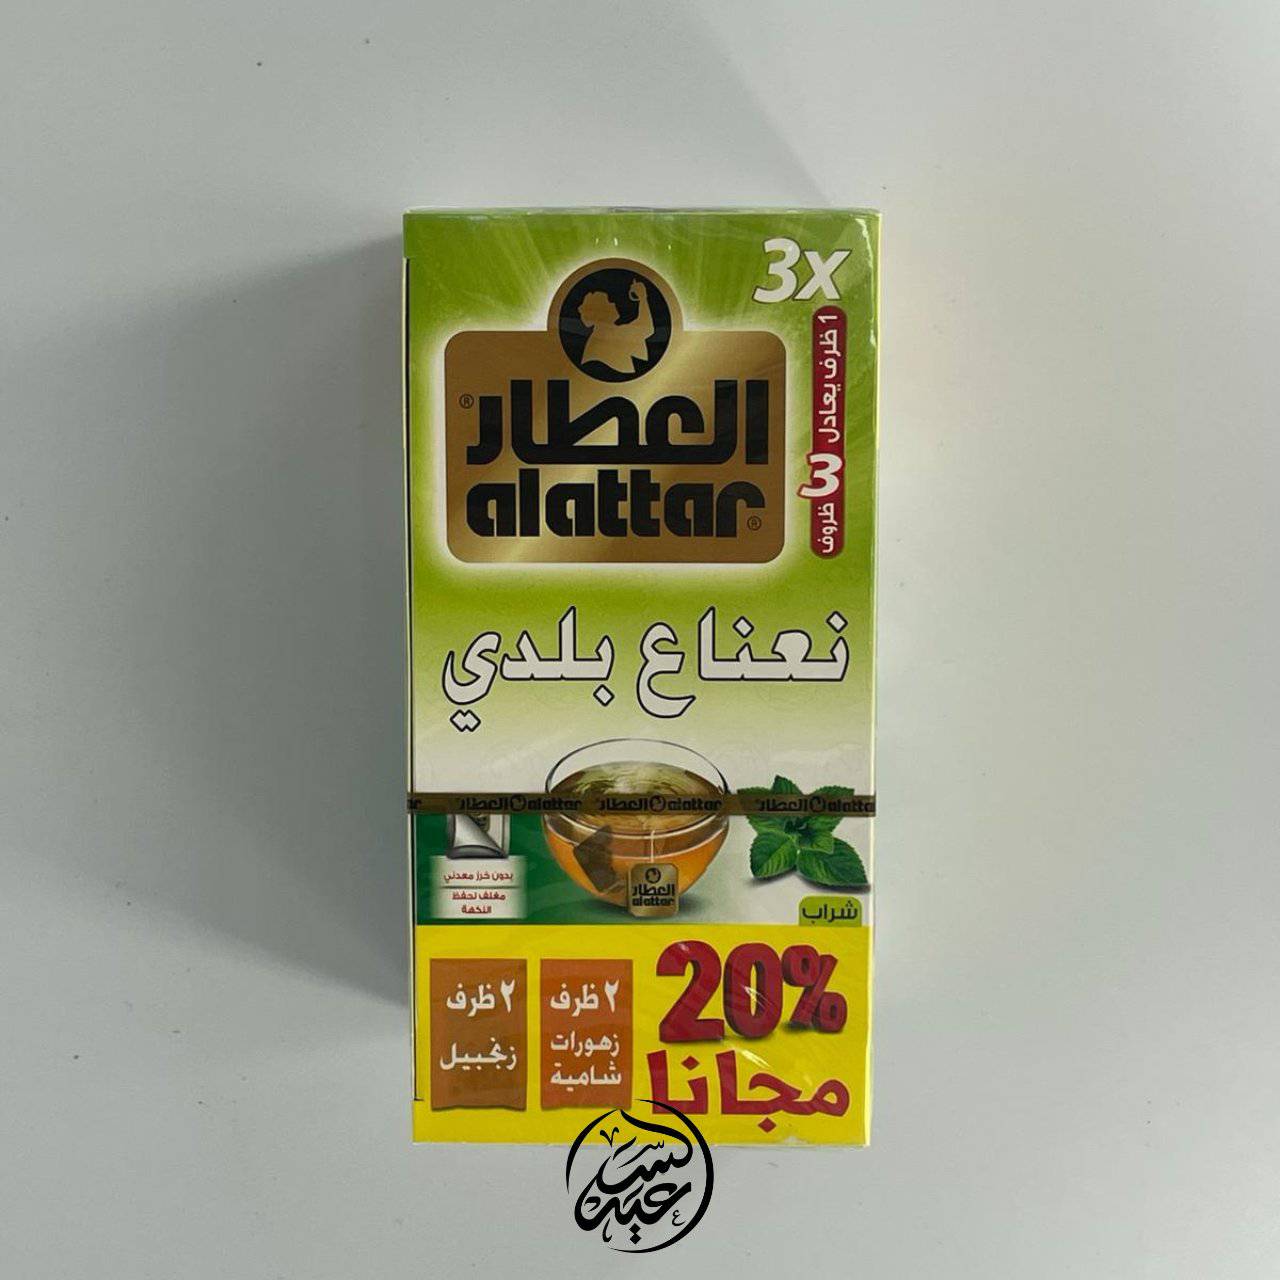 3x
1 ظرف يعادل 3 ظروف
العطار®
alattar®
نعناع بلدي
العطار alattar العطار alattar العطار alattar
بدون خرز معدني
مغلف لحفظ
النكهة
العطار
alattar
شراب
20%
مجانا
٢ ظرف
زهورات
شامية
٢ ظرف
زنجبيل